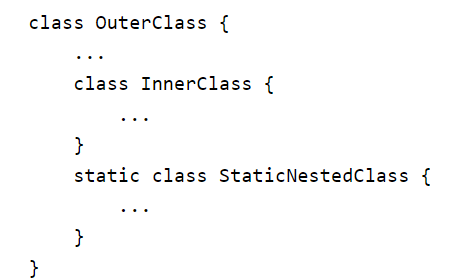 class OuterClass {
    ...
    class InnerClass {
        ...
    }
    static class StaticNestedClass {
        ...
    }
}